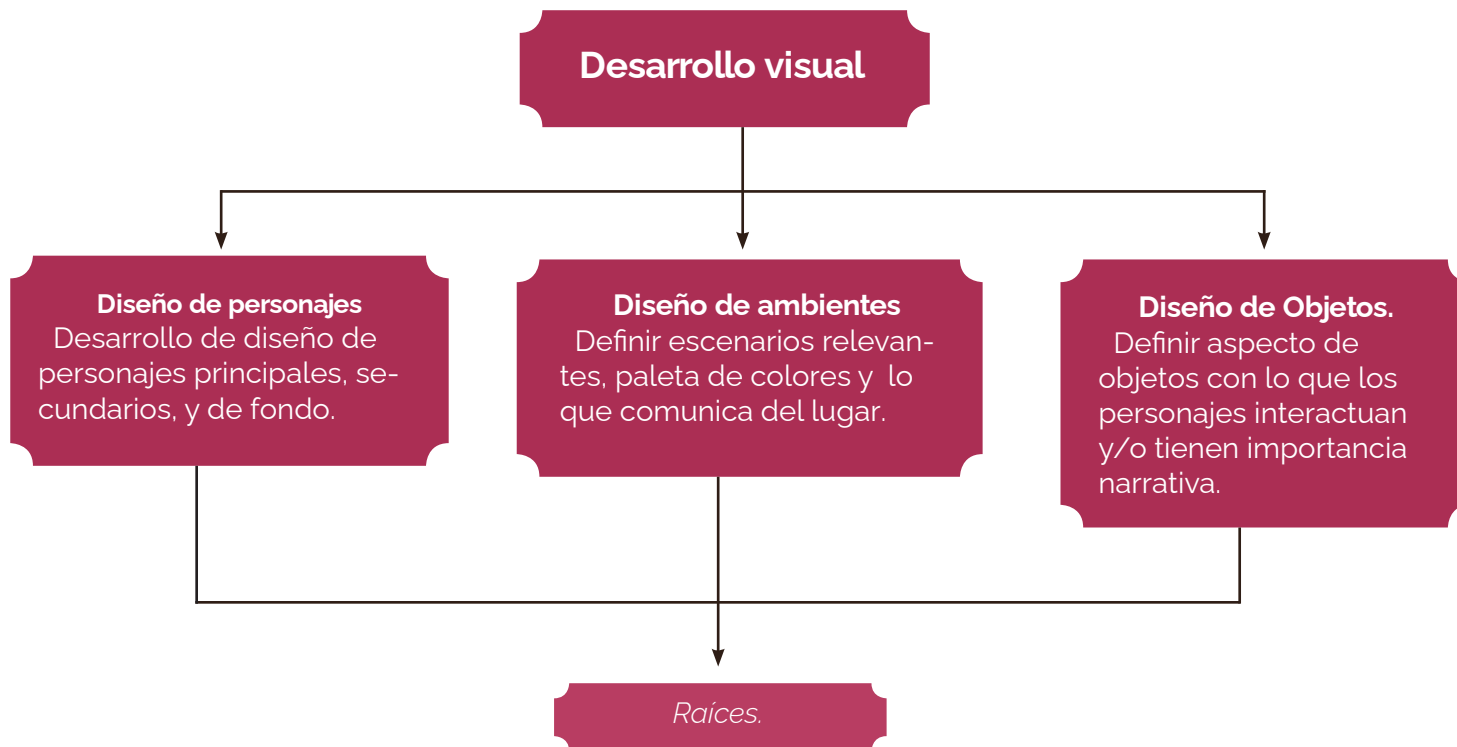 Desarrollo visual
Diseño de personajes
Desarrollo de diseño de
personajes principales, se-
cundarios, y de fondo.
Diseño de ambientes
Definir escenarios relevan-
tes, paleta de colores y  lo
que comunica del lugar.
Diseño de Objetos.
Definir aspecto de
objetos con lo que los
personajes interactuan
y/o tienen importancia
narrativa.
Raíces.